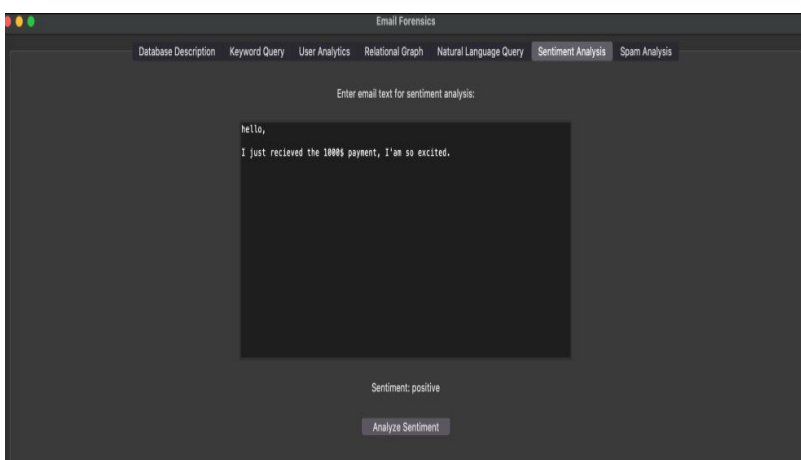 Email Forensics
Database Description Keyword Query User Analytics Relational Graph Natural Language Query Sentiment Analysis Spam Analysis
Enter email text for sentiment analysis:
hello,
I just recieved the 1000$ payment, I'am so excited.
Sentiment: positive
Analyze Sentiment